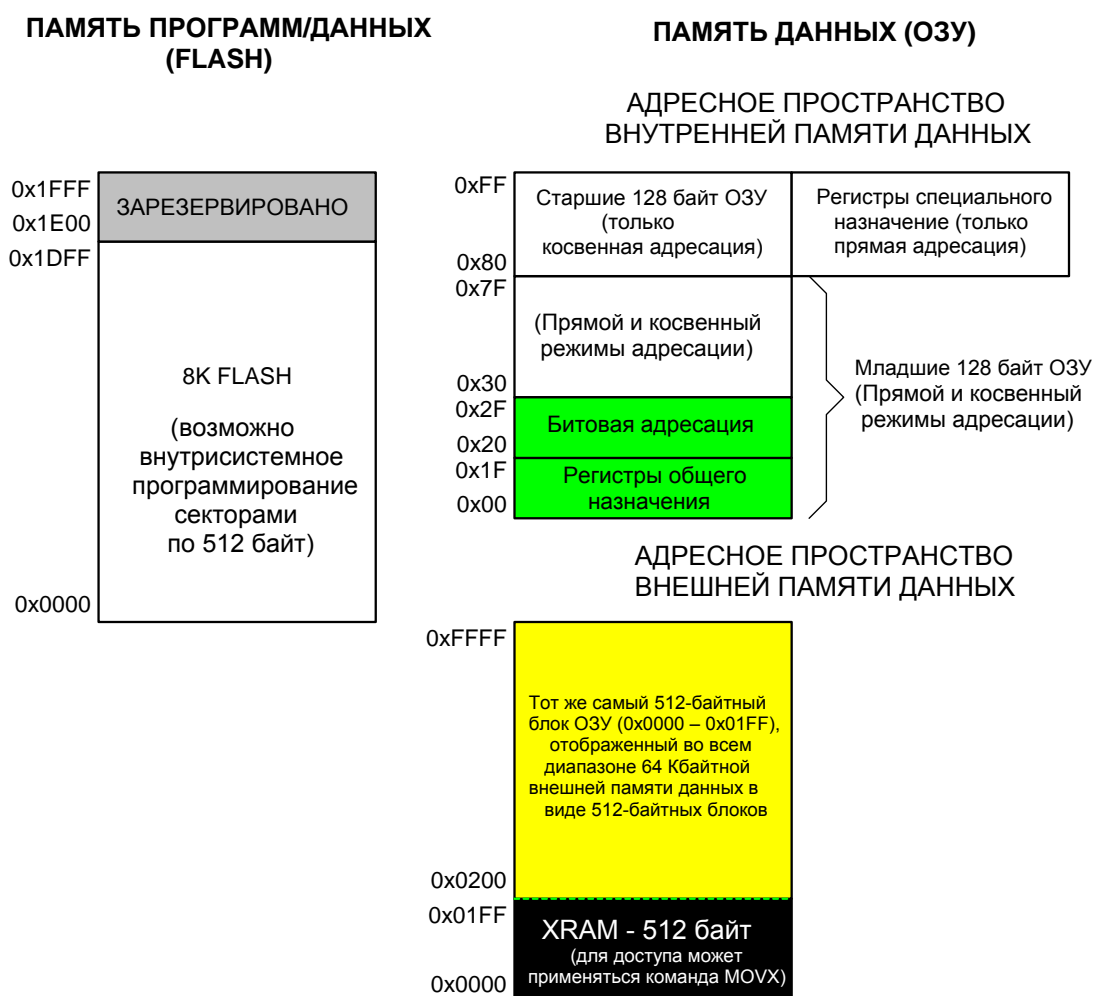 ПАМЯТЬ ПРОГРАММ/ДАННЫХ
(FLASH)
0x1FFF
0x1E00
0x1DFF
0x0000
ЗАРЕЗЕРВИРОВАНО
8K FLASH
(возможно
внутрисистемное
программирование
секторами
по 512 байт)
ПАМЯТЬ ДАННЫХ (ОЗУ)
АДРЕСНОЕ ПРОСТРАНСТВО
ВНУТРЕННЕЙ ПАМЯТИ ДАННЫХ
0xFF
0x80
0x7F
0x30
0x2F
0x20
0x1F
0x00
Старшие 128 байт ОЗУ
(только
косвенная адресация)
Регистры специального
назначение (только
прямая адресация)
(Прямой и косвенный
режимы адресации)
Битовая адресация
Регистры общего
назначения
Младшие 128 байт ОЗУ
(Прямой и косвенный
режимы адресации)
АДРЕСНОЕ ПРОСТРАНСТВО
ВНЕШНЕЙ ПАМЯТИ ДАННЫХ
0xFFFF
0x0200
0x01FF
0x0000
Тот же самый 512-байтный
блок ОЗУ (0x0000 – 0x01FF),
отображенный во всем
диапазоне 64 Кбайтной
внешней памяти данных в
виде 512-байтных блоков
XRAM - 512 байт
(для доступа может
применяться команда MOVX)